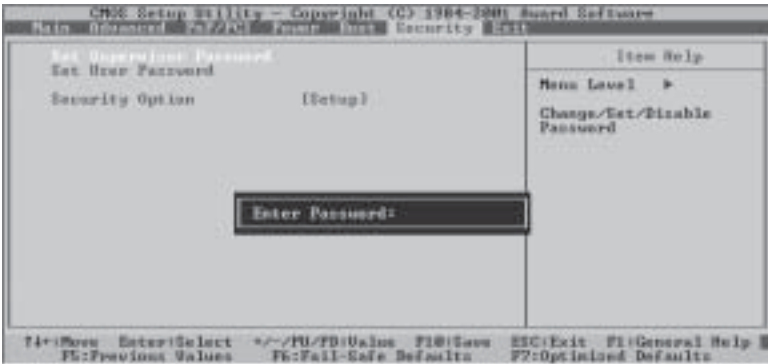 CMOS Setup Utility - Copyright (C) 1984-2001 Award Software
Main Advanced PnP/PCI Power Boot Security Exit
Set Supervisor Password
Set User Password
Security Option [Setup]
Enter Password:
Item Help
Menu Level ▶
Change/Set/Disable
Password
↑↓←→:Move Enter:Select +/-/PU/PD:Value F10:Save ESC:Exit F1:General Help
F5:Previous Values F6:Fail-Safe Defaults F7:Optimized Defaults